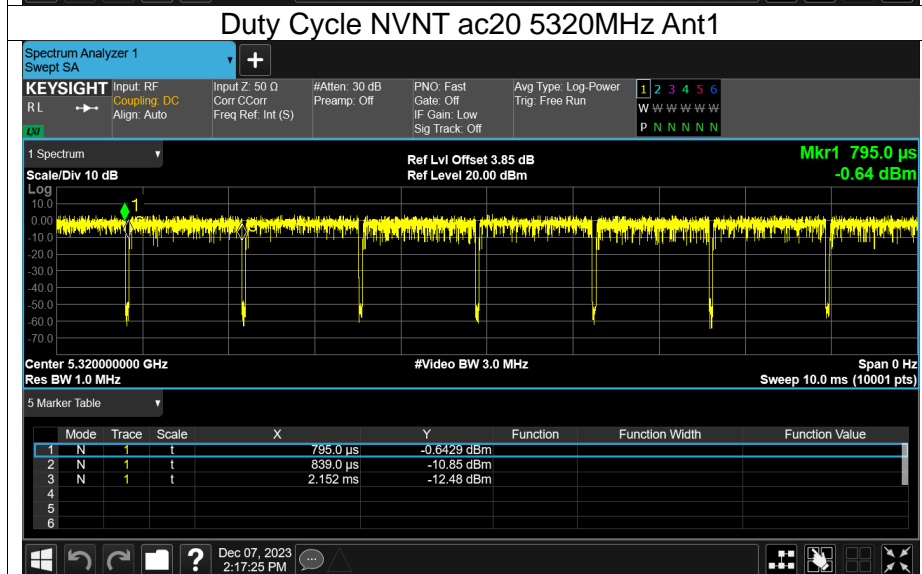 Duty Cycle NVNT ac20 5320MHz Ant1
Spectrum Analyzer 1
Swept SA
+
KEYSIGHT Input: RF Input Z: 50 Ω #Atten: 30 dB PNO: Fast Avg Type: Log-Power 1 2 3 4 5 6
R L Coupling: DC Corr CCorr Preamp: Off Gate: Off Trig: Free Run W W W W W W
Align: Auto Freq Ref: Int (S) IF Gain: Low
LXI Sig Track: Off P N N N N N
1 Spectrum Ref Lvl Offset 3.85 dB Mkr1 795.0 µs
Scale/Div 10 dB Ref Level 20.00 dBm -0.64 dBm
Log
10.0 1
0.00
-10.0
-20.0
-30.0
-40.0
-50.0
-60.0
-70.0
Center 5.320000000 GHz #Video BW 3.0 MHz Span 0 Hz
Res BW 1.0 MHz Sweep 10.0 ms (10001 pts)
5 Marker Table
Mode Trace Scale X Y Function Function Width Function Value
1 N 1 t 795.0 µs -0.6429 dBm
2 N 1 t 839.0 µs -10.85 dBm
3 N 1 t 2.152 ms -12.48 dBm
4
5
6
? Dec 07, 2023
2:17:25 PM